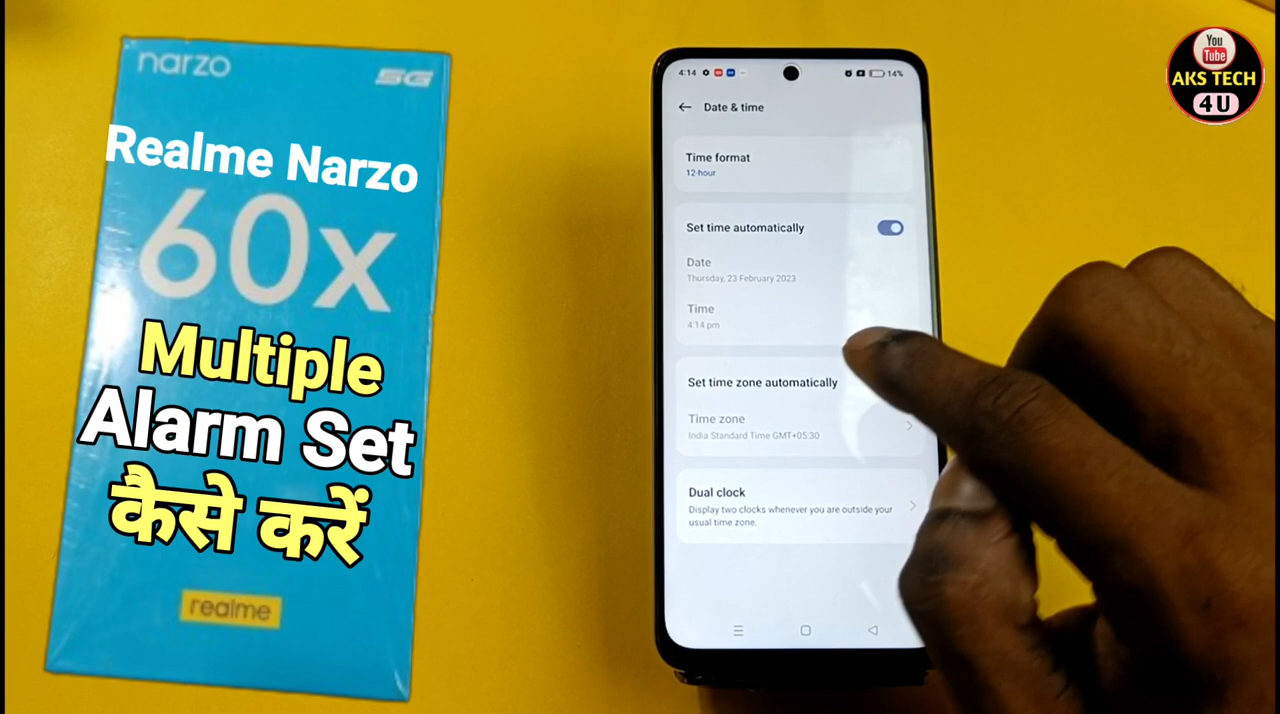 narzo
5G
Realme Narzo
60x
Multiple
Alarm Set
कैसे करें
realme
4:14
14%
Date & time
Time format
12-hour
Set time automatically
Date
Thursday, 23 February 2023
Time
4:14 pm
Set time zone automatically
Time zone
India Standard Time GMT+05:30
Dual clock
Display two clocks whenever you are outside your
usual time zone.
You
Tube
AKS TECH
4U